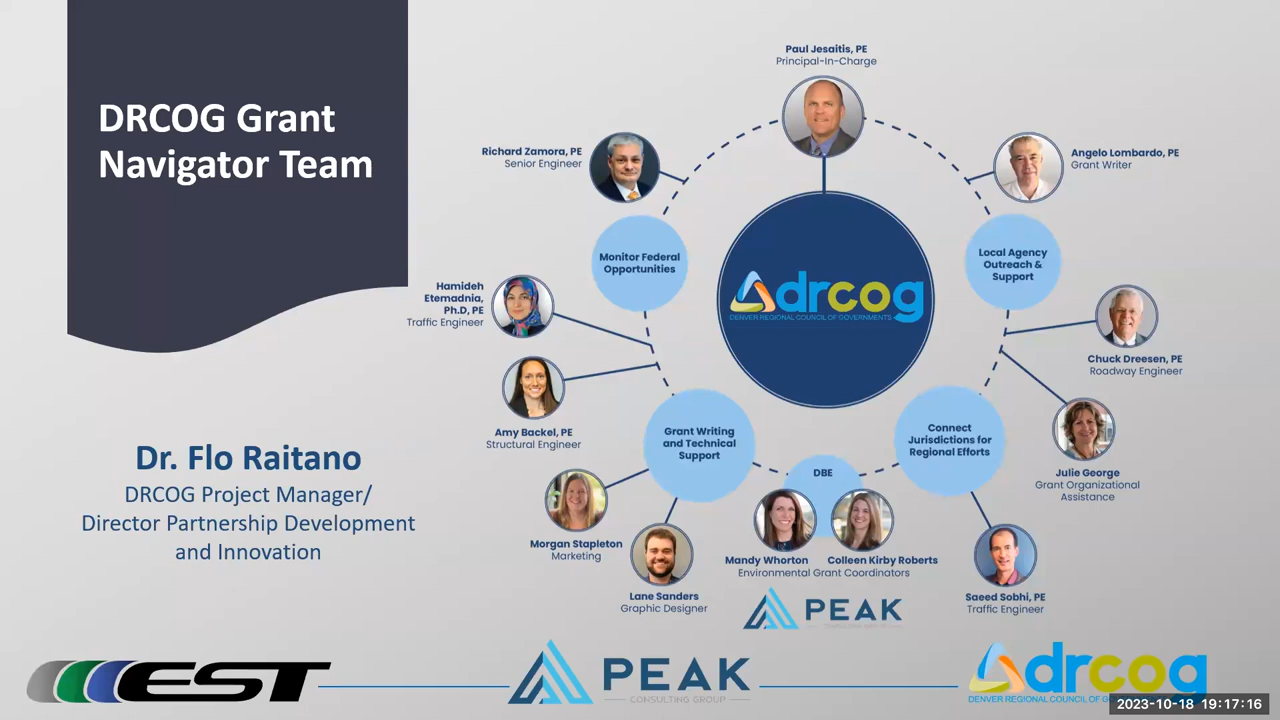 DRCOG Grant
Navigator Team
Dr. Flo Raitano
DRCOG Project Manager/
Director Partnership Development
and Innovation
Paul Jesaitis, PE
Principal-In-Charge
Richard Zamora, PE
Senior Engineer
Angelo Lombardo, PE
Grant Writer
Monitor Federal
Opportunities
Local Agency
Outreach &
Support
drcog
DENVER REGIONAL COUNCIL OF GOVERNMENTS
Hamideh
Etemadnia,
Ph.D, PE
Traffic Engineer
Chuck Dreesen, PE
Roadway Engineer
Amy Backel, PE
Structural Engineer
Grant Writing
and Technical
Support
Connect
Jurisdictions for
Regional Efforts
DBE
Julie George
Grant Organizational
Assistance
Morgan Stapleton
Marketing
Mandy Whorton
Colleen Kirby Roberts
Environmental Grant Coordinators
Lane Sanders
Graphic Designer
Saeed Sobhi, PE
Traffic Engineer
PEAK
EST
PEAK
CONSULTING GROUP
drcog
DENVER REGIONAL COUNCIL OF
2023-10-18 19:17:16